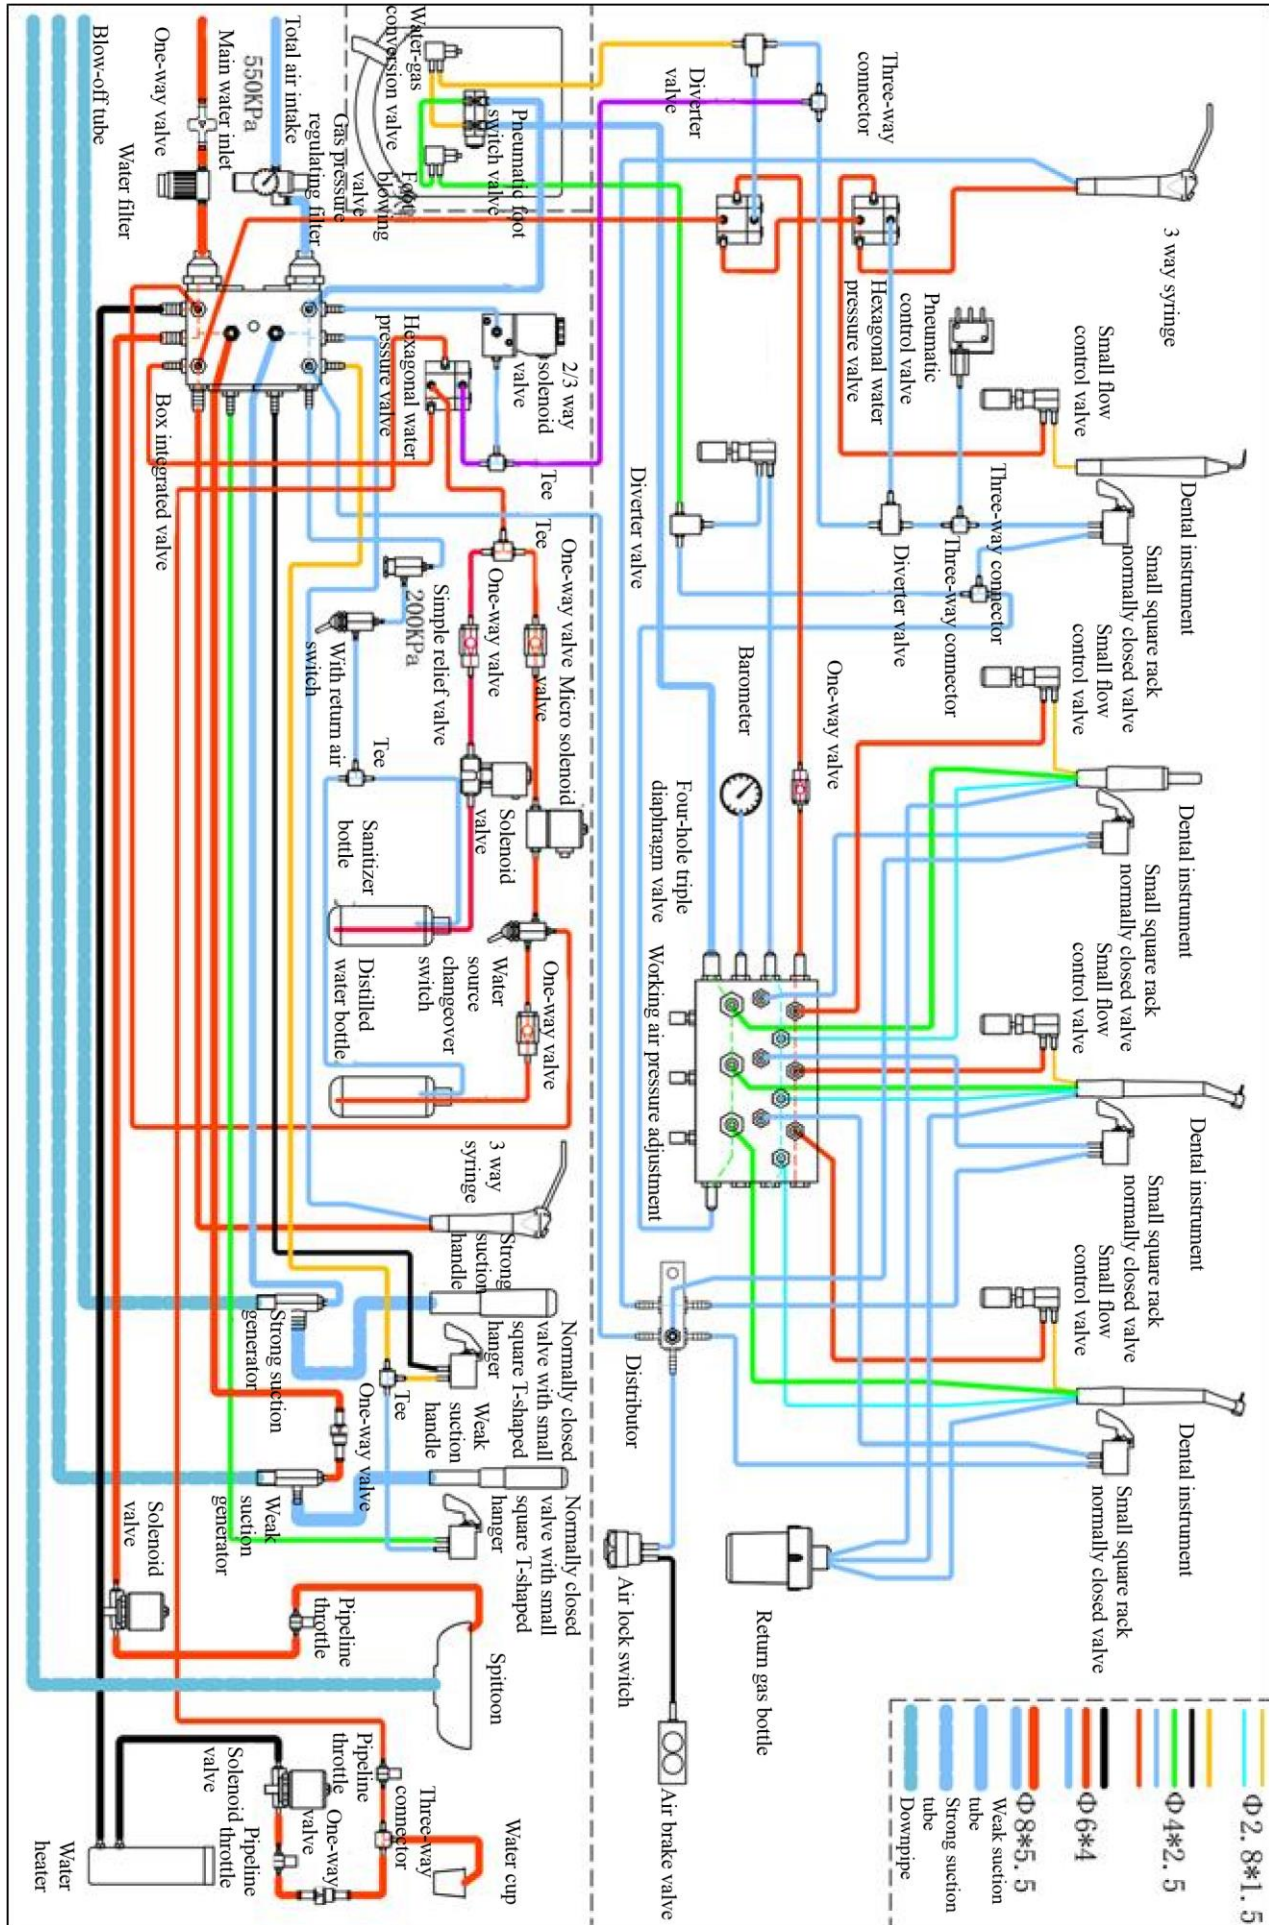 Φ2.8*1.5
Φ4*2.5
Φ6*4
Φ8*5.5
Weak suction
tube
Strong suction
tube
Downpipe
3 way syringe
Small flow
control valve
Dental instrument
Small square rack
normally closed valve
Small flow
control valve
Dental instrument
Small square rack
normally closed valve
Small flow
control valve
Dental instrument
Small square rack
normally closed valve
Small flow
control valve
Dental instrument
Small square rack
normally closed valve
Three-way
connector
Diverter
valve
Pneumatic
control valve
Hexagonal water
pressure valve
Three-way connector
Three-way connector
Diverter valve
Diverter valve
One-way valve
Barometer
Four-hole triple
diaphragm valve
Working air pressure adjustment
Distributor
Return gas bottle
Air lock switch
Air brake valve
Water-gas
conversion valve
Pneumatic foot
switch valve
Foot
blowing
valve
Total air intake
550KPa
Gas pressure
regulating filter
Main water inlet
One-way valve
Water filter
Blow-off tube
Box integrated valve
2/3 way
solenoid
valve
Hexagonal water
pressure valve
Tee
Tee
One-way valve
One-way valve
Micro solenoid
valve
Simple relief valve
200KPa
With return air
switch
Tee
Solenoid
valve
Sanitizer
bottle
Water
source
changeover
switch
One-way valve
Distilled
water bottle
3 way
syringe
Strong
suction
handle
Normally closed
valve with small
square T-shaped
hanger
Strong suction
generator
Tee
Weak
suction
handle
One-way valve
Normally closed
valve with small
square T-shaped
hanger
Weak
suction
generator
Solenoid
valve
Pipeline
throttle
Spittoon
Pipeline
throttle
Solenoid
valve
Three-way
connector
One-way
valve
Pipeline
throttle
Water cup
Water
heater